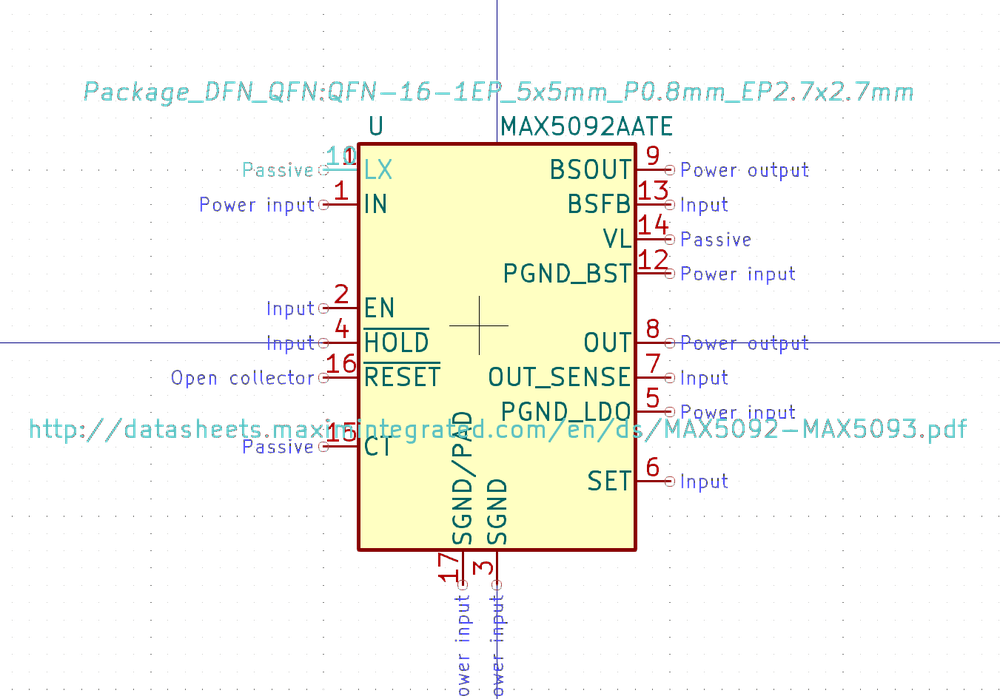 Package_DFN_QFN:QFN-16-1EP_5x5mm_P0.8mm_EP2.7x2.7mm
U MAX5092AATE
Passive 10 LX BSOUT 9 Power output
Power input 1 IN BSFB 13 Input
VL 14 Passive
PGND_BST 12 Power input
Input 2 EN
Input 4 HOLD OUT 8 Power output
Open collector 16 RESET OUT_SENSE 7 Input
PGND_LDO 5 Power input
http://datasheets.maximintegrated.com/en/ds/MAX5092-MAX5093.pdf
Passive 15 CT
SET 6 Input
SGND/PAD SGND
17 3
ower input ower input